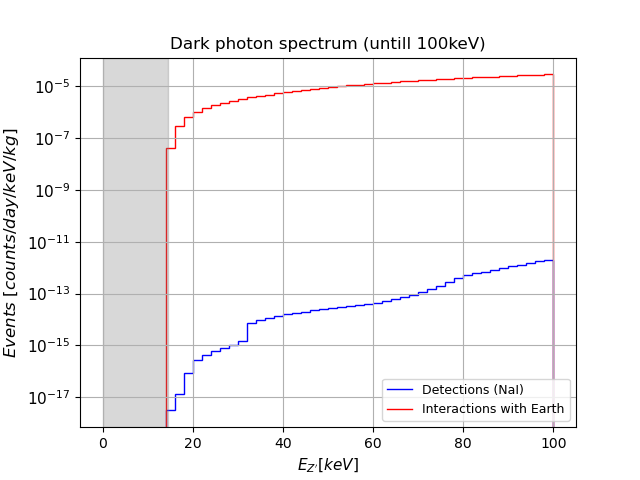 Dark photon spectrum (untill 100keV)
Events [counts/day/keV/kg]
10⁻⁵
10⁻⁷
10⁻⁹
10⁻¹¹
10⁻¹³
10⁻¹⁵
10⁻¹⁷
Detections (NaI)
Interactions with Earth
0 20 40 60 80 100
E_Z'[keV]